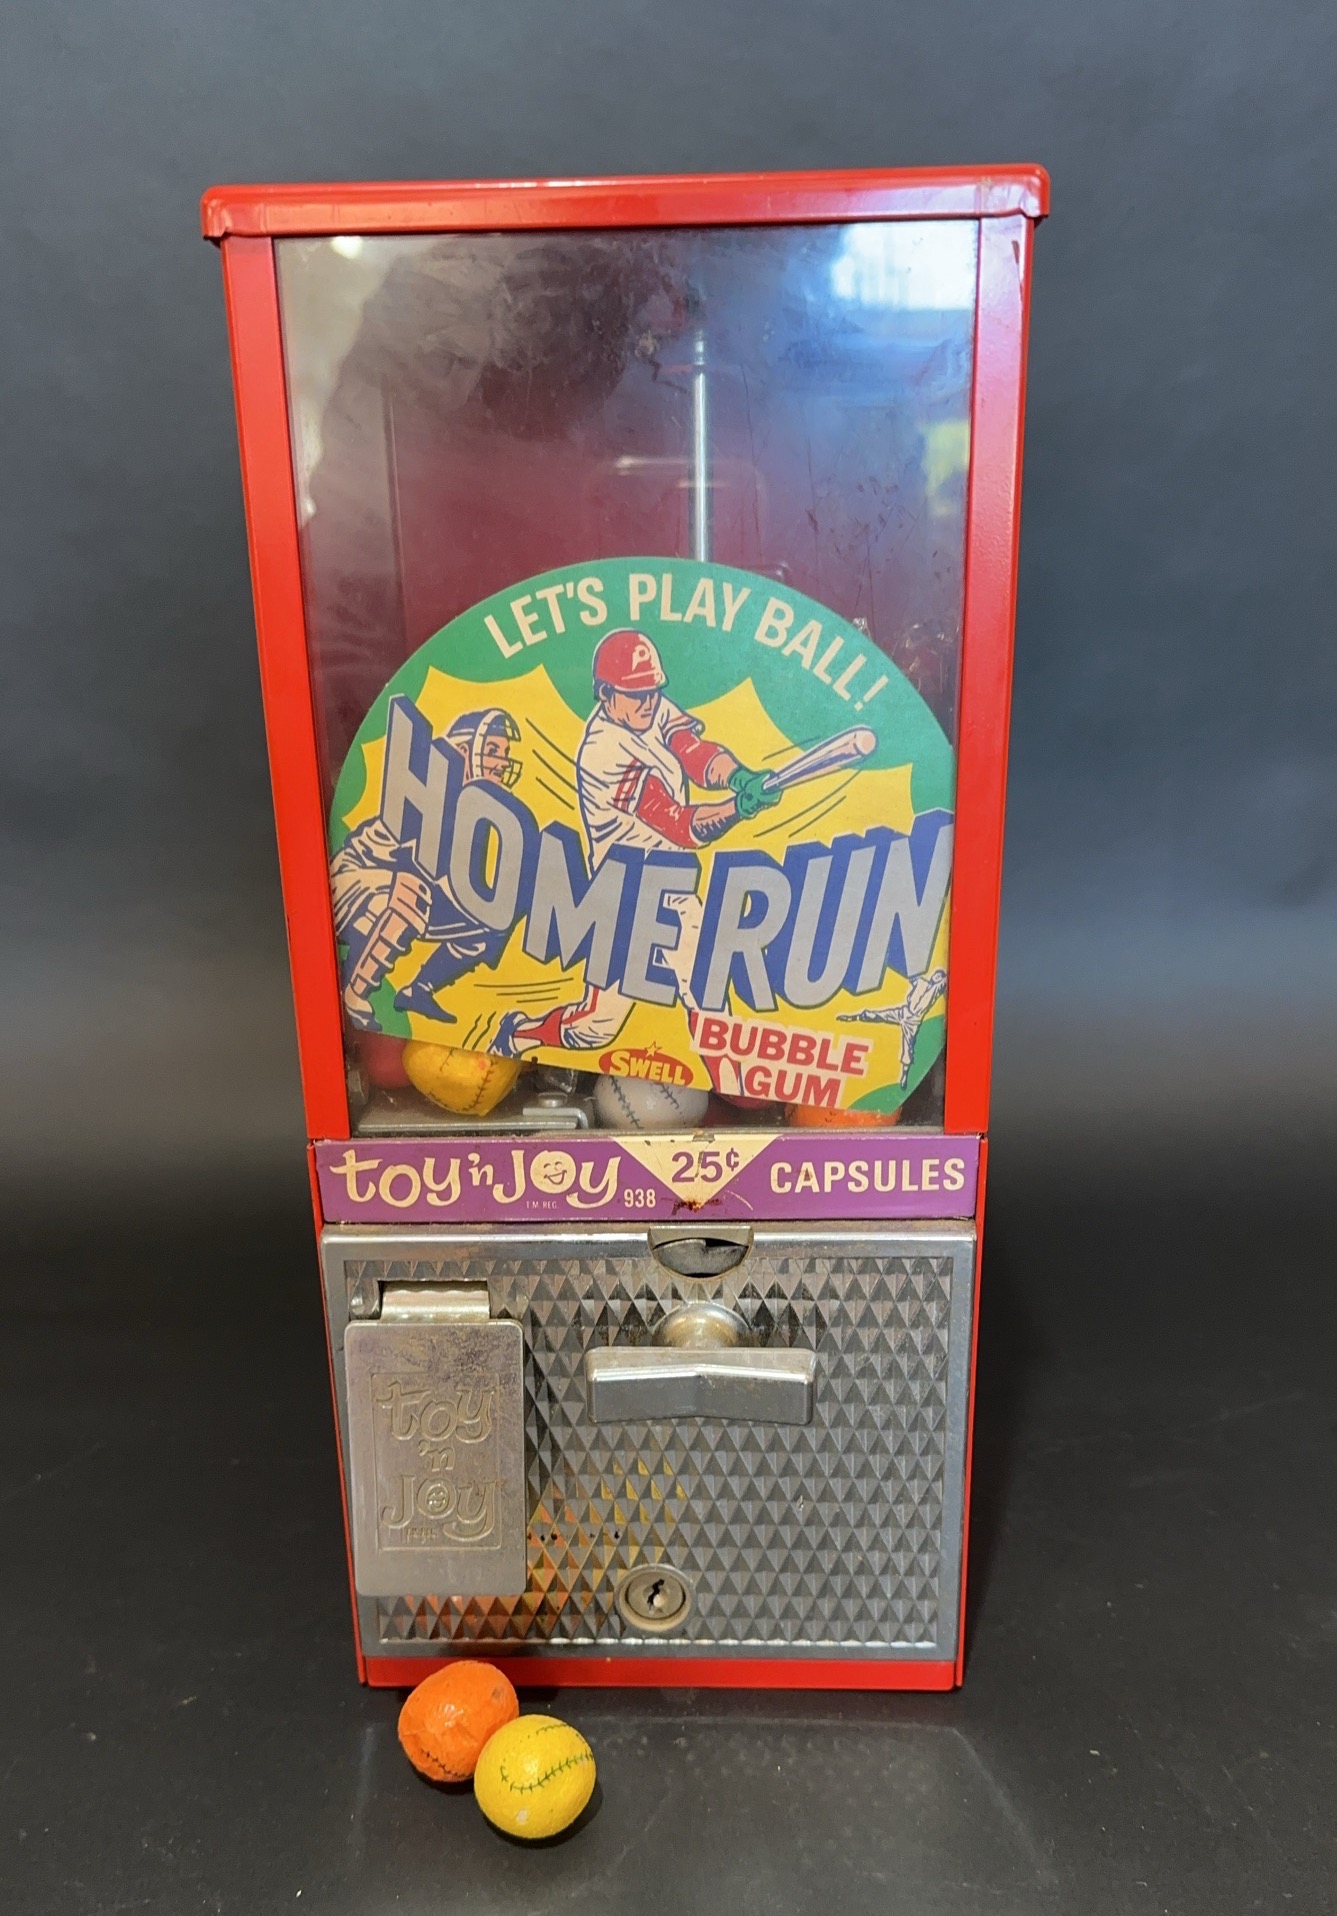 LET'S PLAY BALL!
P
HOME RUN
SWELL
BUBBLE
GUM
toy 'n Joy
T.M. REG.
938
25¢
CAPSULES
toy
'n
Joy